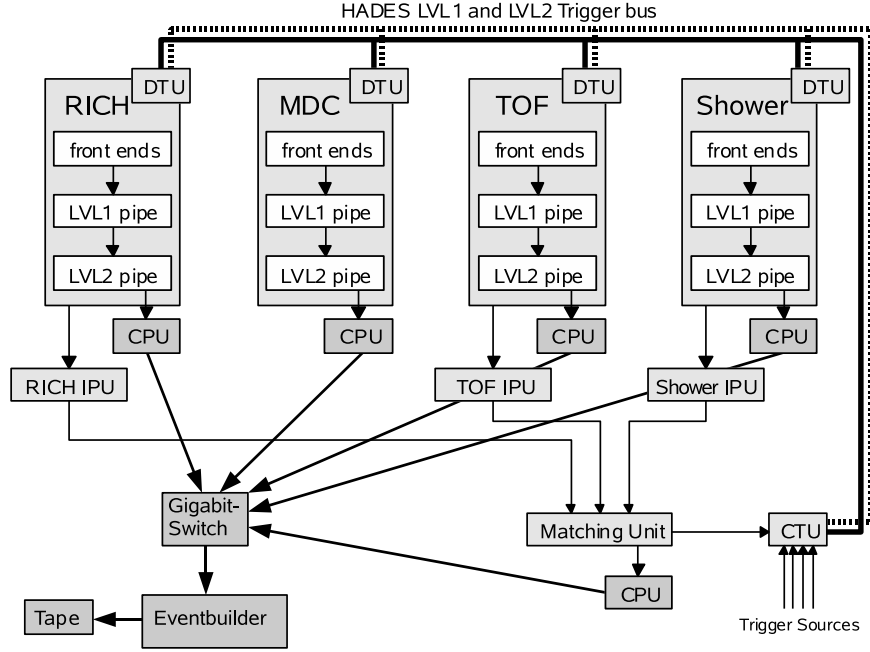 HADES LVL1 and LVL2 Trigger bus
DTU DTU DTU DTU
RICH MDC TOF Shower
front ends front ends front ends front ends
LVL1 pipe LVL1 pipe LVL1 pipe LVL1 pipe
LVL2 pipe LVL2 pipe LVL2 pipe LVL2 pipe
CPU CPU CPU CPU
RICH IPU TOF IPU Shower IPU
Gigabit-
Switch
Matching Unit CTU
CPU
Tape Eventbuilder
Trigger Sources